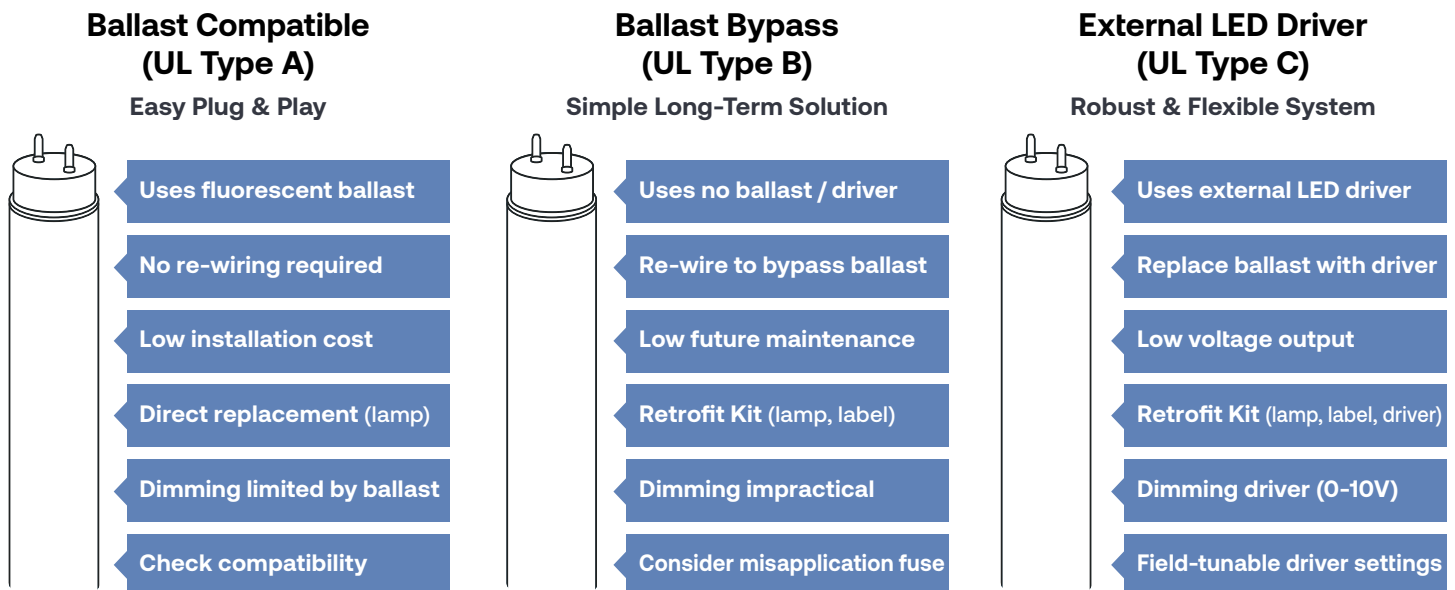 Ballast Compatible
(UL Type A)
Easy Plug & Play
Uses fluorescent ballast
No re-wiring required
Low installation cost
Direct replacement (lamp)
Dimming limited by ballast
Check compatibility
Ballast Bypass
(UL Type B)
Simple Long-Term Solution
Uses no ballast / driver
Re-wire to bypass ballast
Low future maintenance
Retrofit Kit (lamp, label)
Dimming impractical
Consider misapplication fuse
External LED Driver
(UL Type C)
Robust & Flexible System
Uses external LED driver
Replace ballast with driver
Low voltage output
Retrofit Kit (lamp, label, driver)
Dimming driver (0-10V)
Field-tunable driver settings